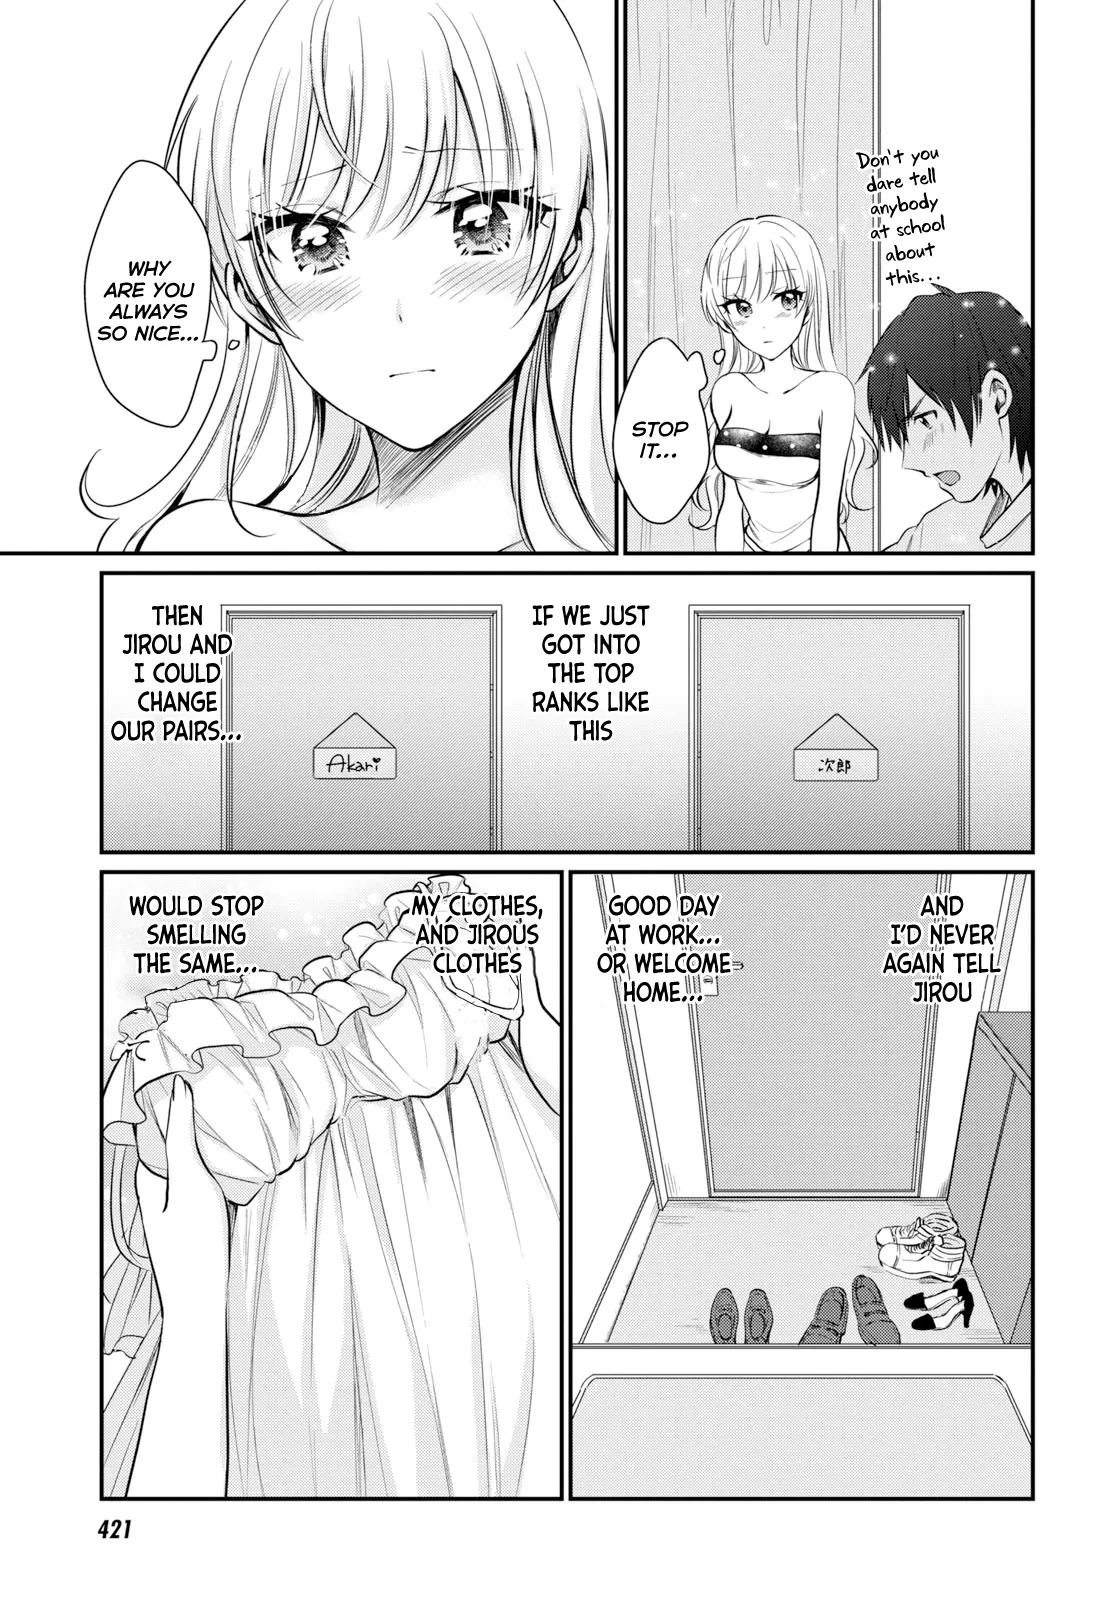 Don't you
dare tell
anybody
at school
about
this...
STOP
IT...
WHY
ARE YOU
ALWAYS
SO NICE...
IF WE JUST
GOT INTO
THE TOP
RANKS LIKE
THIS
次郎
THEN
JIROU AND
I COULD
CHANGE
OUR PAIRS...
Akari
AND
I'D NEVER
AGAIN TELL
JIROU
GOOD DAY
AT WORK...
OR WELCOME
HOME...
MY CLOTHES,
AND JIROUS
CLOTHES
WOULD STOP
SMELLING
THE SAME...
421